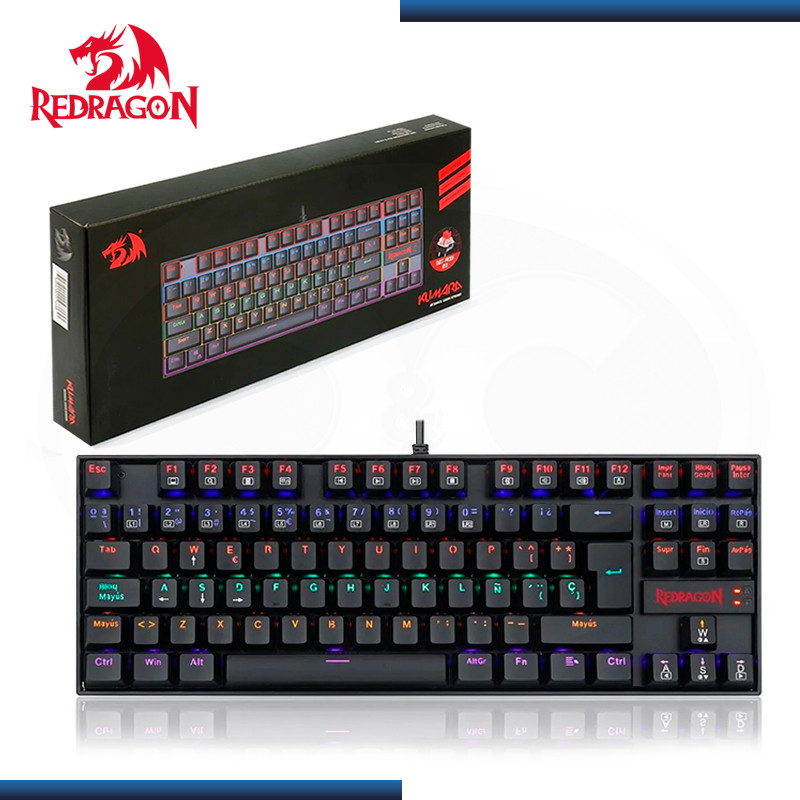 REDRAGON
REDRAGON
KUMARA
KUMARA
Esc F1 F2 F3 F4 F5 F6 F7 F8 F9 F10 F11 F12 Impr Pant Bloq Despl Pausa Inter
º ª \ 1 ! 2 " 3 · 4 $ 5 % € 6 & 7 / 8 ( 9 ) 0 = ? ' ¿ ¡ ← Insert Inicio RePág
Tab Q W E € R T Y U I O P ` ^ [ + * ] Supr Fin AvPág
Bloq Mayús A S D F G H J K L Ñ ¨ ´ { Ç }
REDRAGON
Mayús < > Z X C V B N M ; , : . _ - Mayús W
Ctrl Win Alt AltGr Fn Ctrl A S D